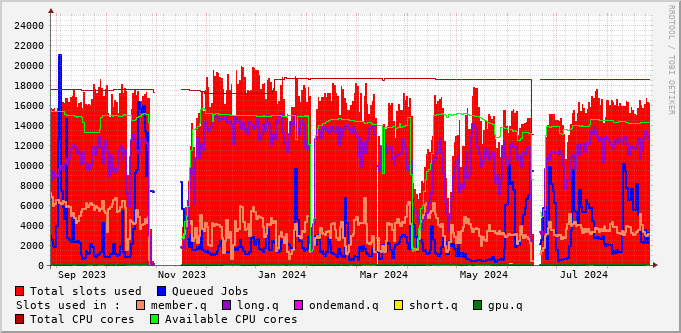 24000
22000
20000
18000
16000
14000
12000
10000
8000
6000
4000
2000
0
Sep 2023 Nov 2023 Jan 2024 Mar 2024 May 2024 Jul 2024
RRDTOOL / TOBI OETIKER
Total slots used Queued Jobs
Slots used in : member.q long.q ondemand.q short.q gpu.q
Total CPU cores Available CPU cores